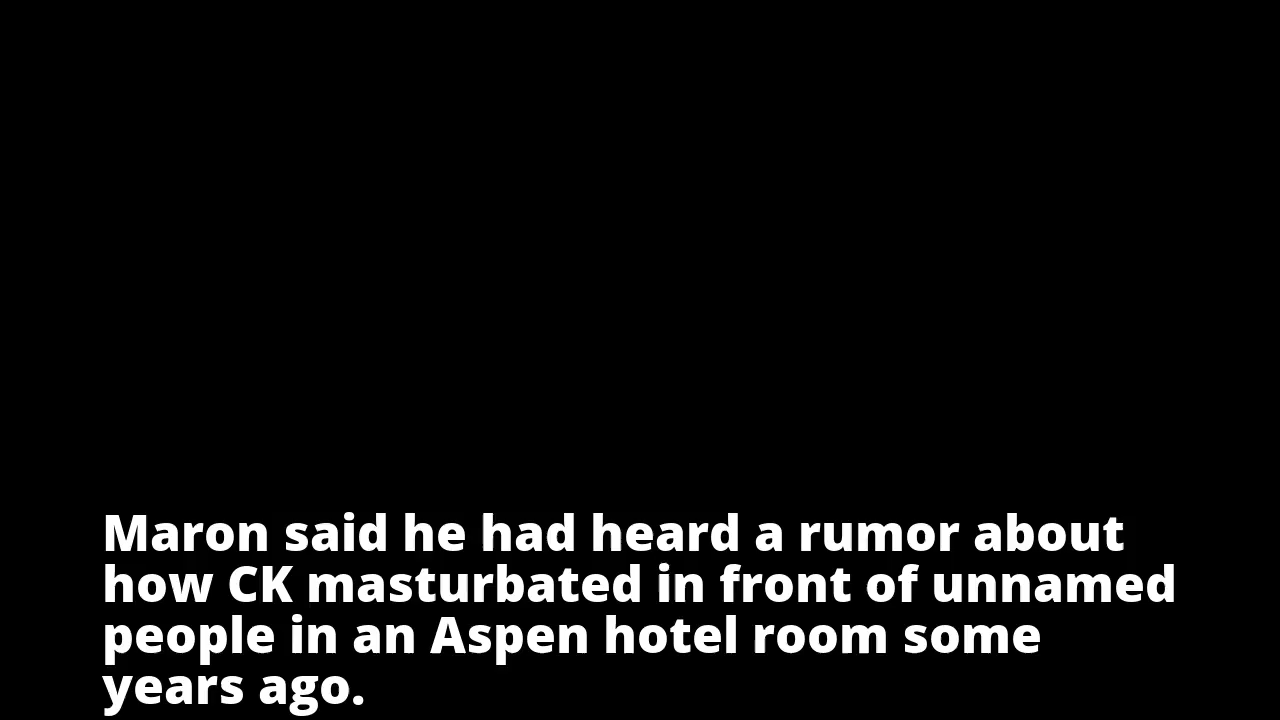 Maron said he had heard a rumor about
how CK masturbated in front of unnamed
people in an Aspen hotel room some
years ago.